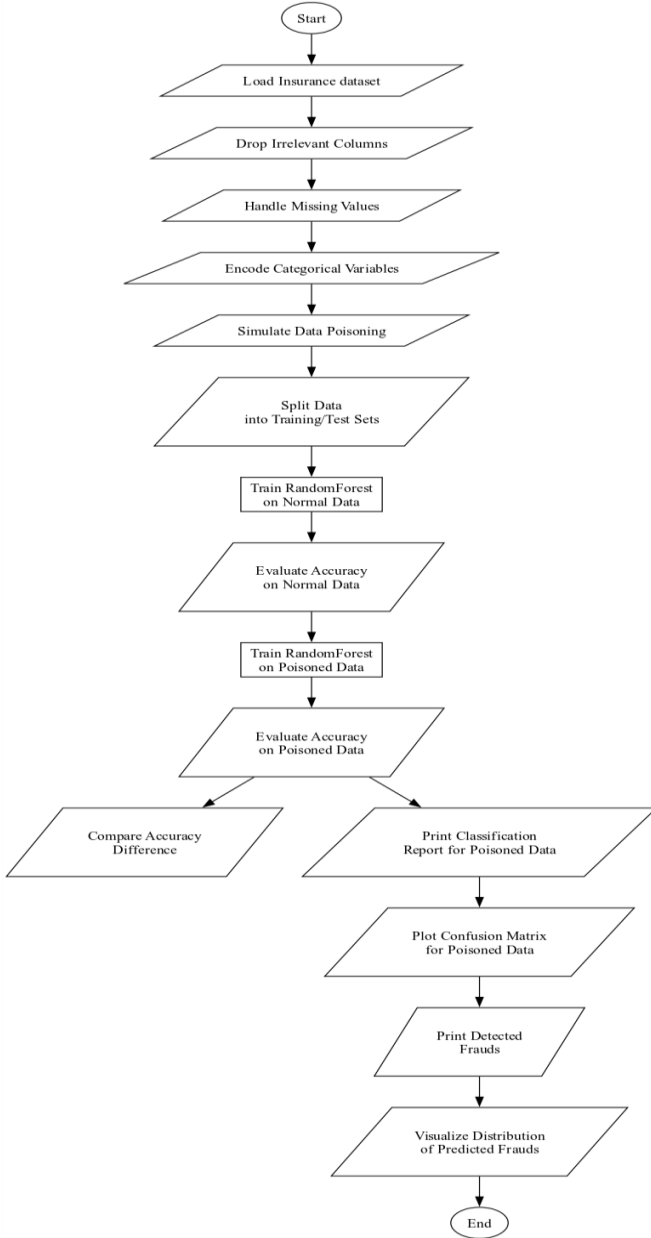 Start
Load Insurance dataset
Drop Irrelevant Columns
Handle Missing Values
Encode Categorical Variables
Simulate Data Poisoning
Split Data
into Training/Test Sets
Train RandomForest
on Normal Data
Evaluate Accuracy
on Normal Data
Train RandomForest
on Poisoned Data
Evaluate Accuracy
on Poisoned Data
Compare Accuracy
Difference
Print Classification
Report for Poisoned Data
Plot Confusion Matrix
for Poisoned Data
Print Detected
Frauds
Visualize Distribution
of Predicted Frauds
End